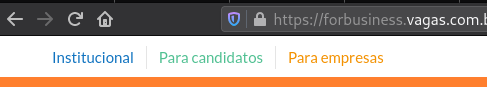 https://forbusiness.vagas.com.b
Institucional Para candidatos Para empresas